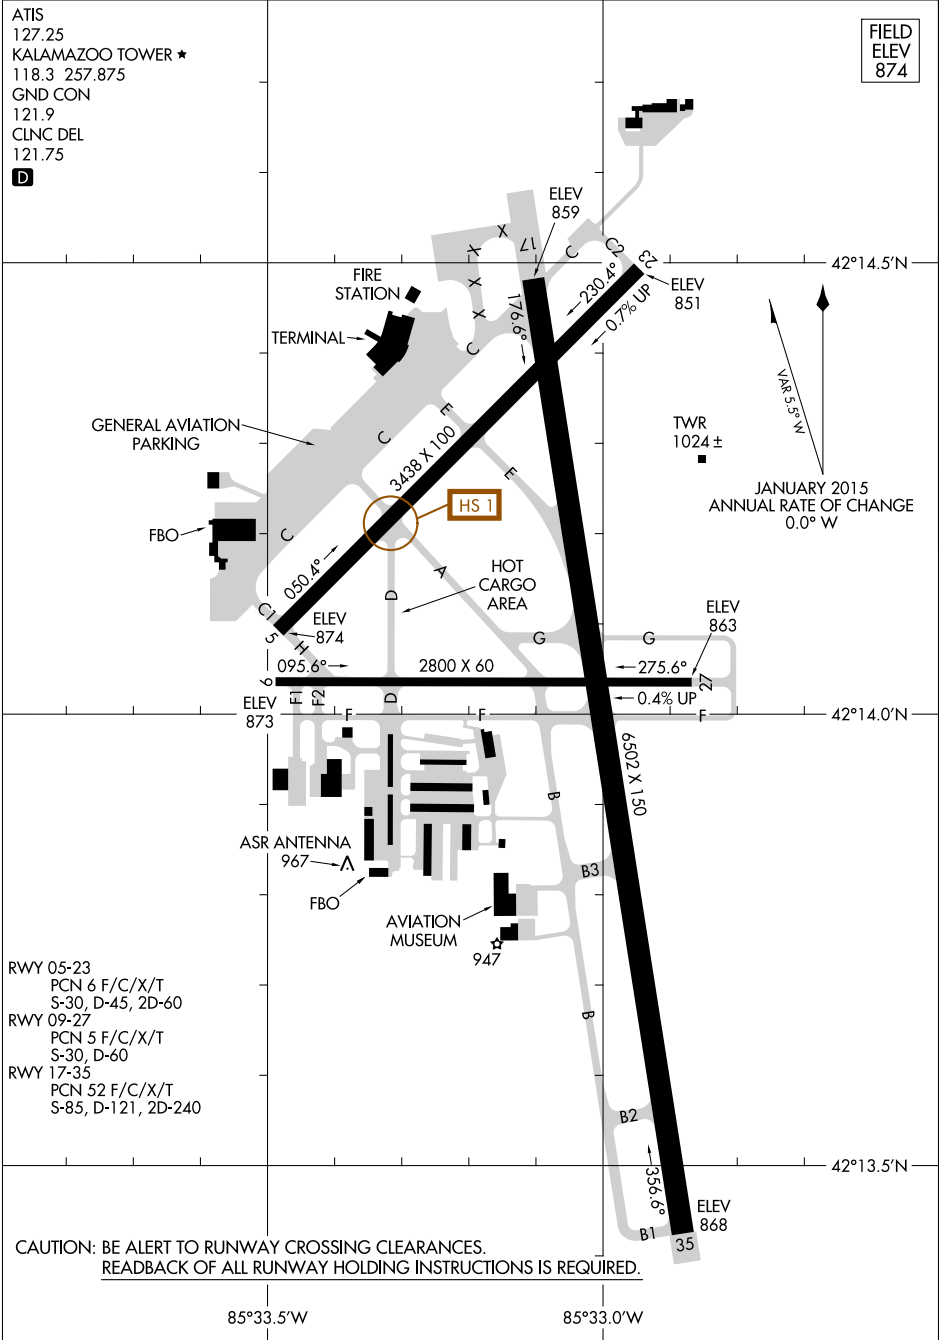 ATIS
127.25
KALAMAZOO TOWER ★
118.3 257.875
GND CON
121.9
CLNC DEL
121.75
D
FIELD
ELEV
874
ELEV
859
X
17
X
C
C2
23
42°14.5'N
FIRE
STATION
X
176.6°
230.4°
ELEV
851
0.7% UP
X
TERMINAL
C
VAR 5.5° W
E
GENERAL AVIATION
PARKING
C
3438 X 100
TWR
1024 ±
E
JANUARY 2015
ANNUAL RATE OF CHANGE
0.0° W
HS 1
FBO
C
050.4°
A
D
HOT
CARGO
AREA
C1
5
ELEV
874
H
G
G
ELEV
863
095.6°
2800 X 60
275.6°
9
F1
F2
D
0.4% UP
27
ELEV
873
F
F
F
42°14.0'N
6502 X 150
B
ASR ANTENNA
967
B3
FBO
AVIATION
MUSEUM
947
RWY 05-23
PCN 6 F/C/X/T
S-30, D-45, 2D-60
RWY 09-27
PCN 5 F/C/X/T
S-30, D-60
RWY 17-35
PCN 52 F/C/X/T
S-85, D-121, 2D-240
B
B2
42°13.5'N
356.6°
ELEV
868
B1
35
CAUTION: BE ALERT TO RUNWAY CROSSING CLEARANCES.
READBACK OF ALL RUNWAY HOLDING INSTRUCTIONS IS REQUIRED.
85°33.5'W
85°33.0'W